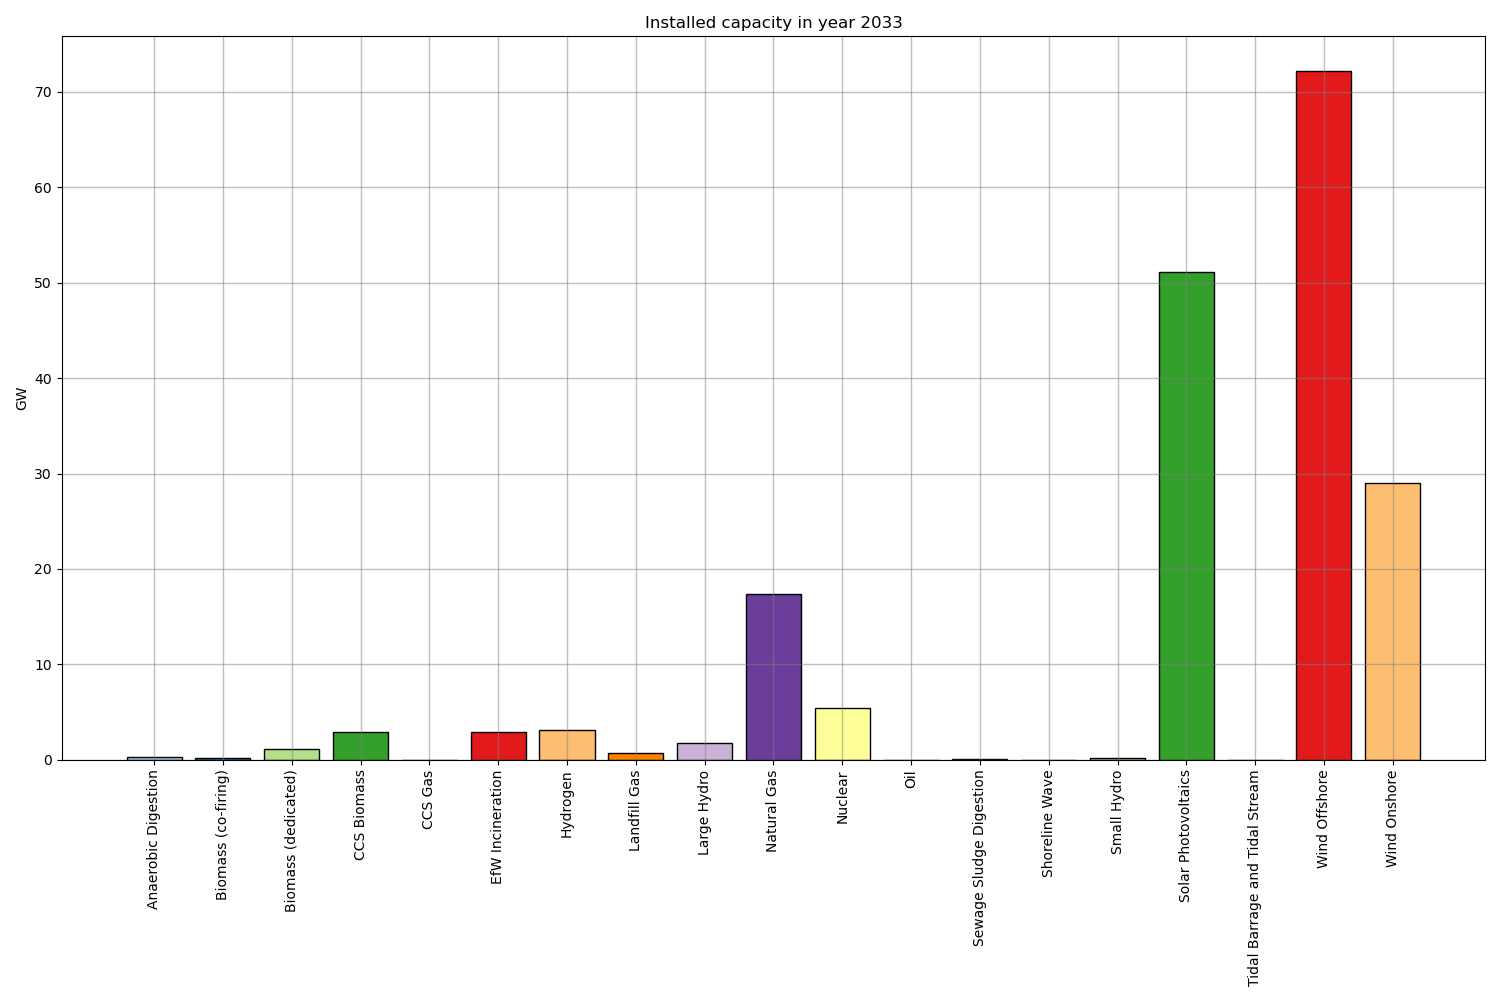 Installed capacity in year 2033
GW
70
60
50
40
30
20
10
0
Anaerobic Digestion
Biomass (co-firing)
Biomass (dedicated)
CCS Biomass
CCS Gas
EfW Incineration
Hydrogen
Landfill Gas
Large Hydro
Natural Gas
Nuclear
Oil
Sewage Sludge Digestion
Shoreline Wave
Small Hydro
Solar Photovoltaics
Tidal Barrage and Tidal Stream
Wind Offshore
Wind Onshore